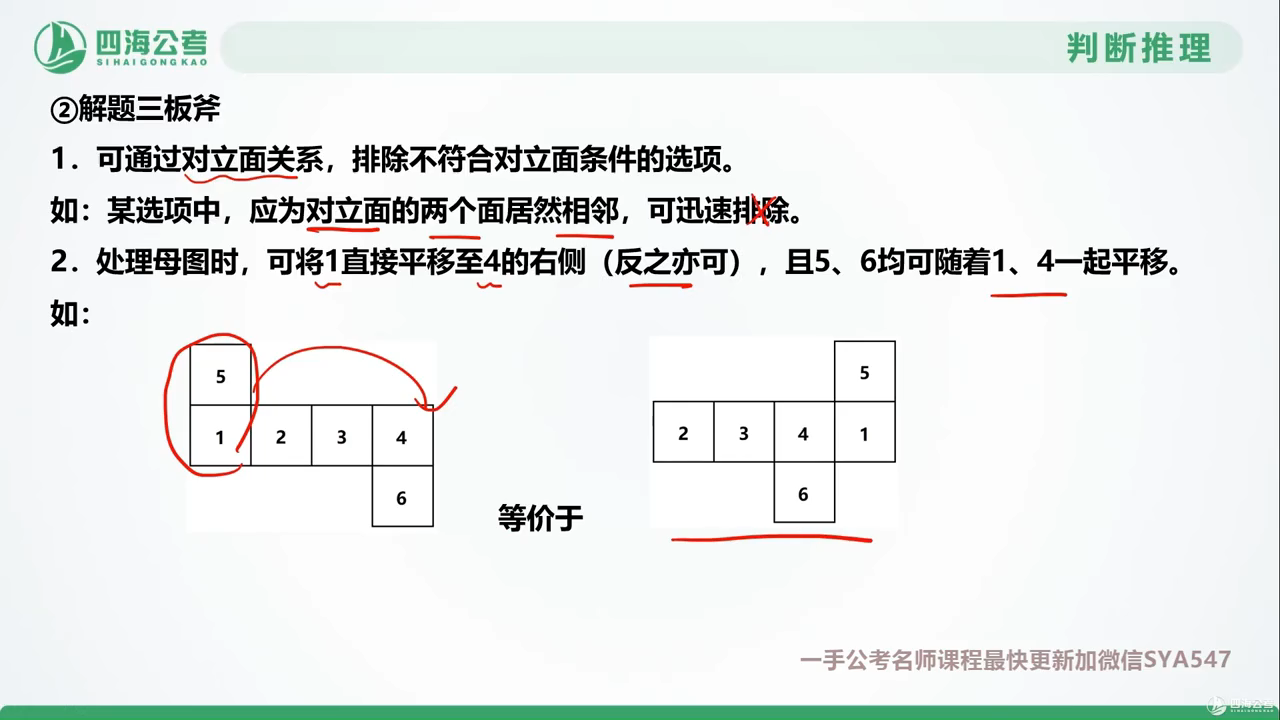 四海公考
SIHAIGONGKAO
判断推理
②解题三板斧
1．可通过对立面关系，排除不符合对立面条件的选项。
如：某选项中，应为对立面的两个面居然相邻，可迅速排除。
2．处理母图时，可将1直接平移至4的右侧（反之亦可），且5、6均可随着1、4一起平移。
如：
5
1 2 3 4
6
等价于
5
2 3 4 1
6
一手公考名师课程最快更新加微信SYA547
四海公考
SIHAIGONGKAO